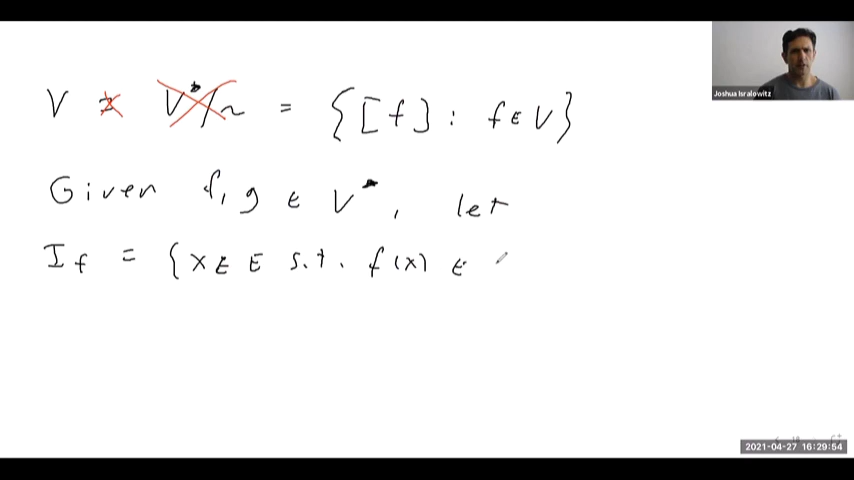 Joshua Isralowitz
V V*/~ = {[f] : f ∈ V}
Given f, g ∈ V*, let
I_f = {x ∈ E s.t. f(x) ∈
2021-04-27 16:29:54